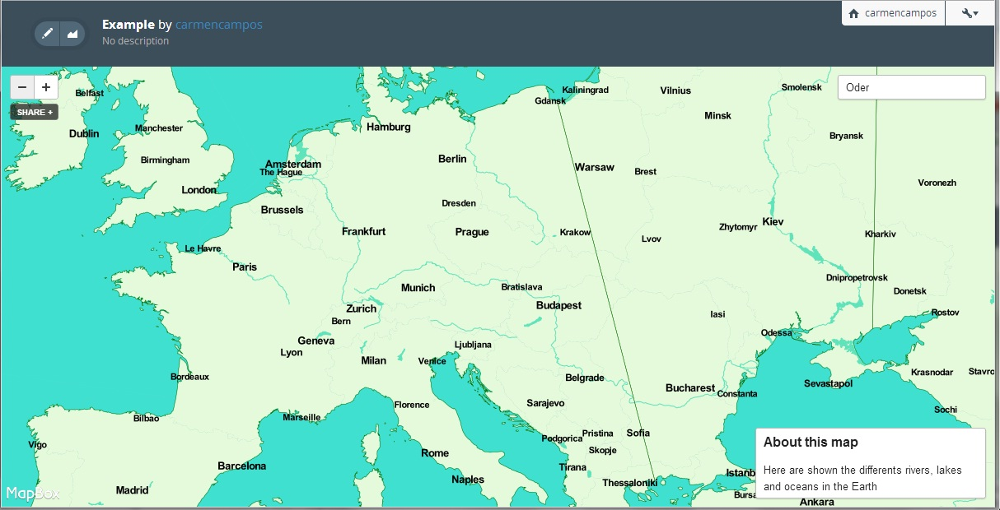 carmencampos
Example by carmencampos
No description
−
+
SHARE +
Oder
Belfast
Kaliningrad
Vilnius
Smolensk
Gdansk
Minsk
Dublin
Manchester
Hamburg
Bryansk
Birmingham
Berlin
Amsterdam
The Hague
Warsaw
Brest
Voronezh
London
Brussels
Dresden
Frankfurt
Prague
Krakow
Lvov
Zhytomyr
Kiev
Kharkiv
Le Havre
Paris
Dnipropetrovsk
Munich
Bratislava
Donetsk
Zurich
Budapest
Bern
Iasi
Rostov
Geneva
Odessa
Lyon
Ljubljana
Milan
Venice
Bordeaux
Belgrade
Bucharest
Constanta
Sevastapol
Krasnodar
Stavro
Florence
Sarajevo
Sochi
Bilbao
Marseille
Podgorica
Pristina
Sofia
Vigo
Skopje
Rome
Barcelona
Tirana
Istanb
Naples
Thessaloniki
Madrid
Bursa
Ankara
About this map
Here are shown the differents rivers, lakes
and oceans in the Earth
MapBox